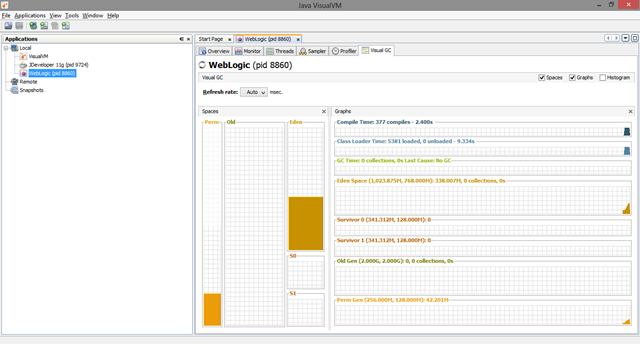 Java VisualVM
File Applications View Tools Window Help
Applications
Local
VisualVM
JDeveloper 11g (pid 9724)
WebLogic (pid 8860)
Remote
Snapshots
Start Page WebLogic (pid 8860)
Overview Monitor Threads Sampler Profiler Visual GC
WebLogic (pid 8860)
Visual GC
Spaces Graphs Histogram
Refresh rate: Auto msec.
Spaces
Perm Old Eden
S0
S1
Graphs
Compile Time: 377 compiles - 2.400s
Class Loader Time: 5381 loaded, 0 unloaded - 9.334s
GC Time: 0 collections, 0s Last Cause: No GC
Eden Space (1,023.875M, 768.000M): 338.007M, 0 collections, 0s
Survivor 0 (341.312M, 128.000M): 0
Survivor 1 (341.312M, 128.000M): 0
Old Gen (2.000G, 2.000G): 0, 0 collections, 0s
Perm Gen (256.000M, 128.000M): 42.201M